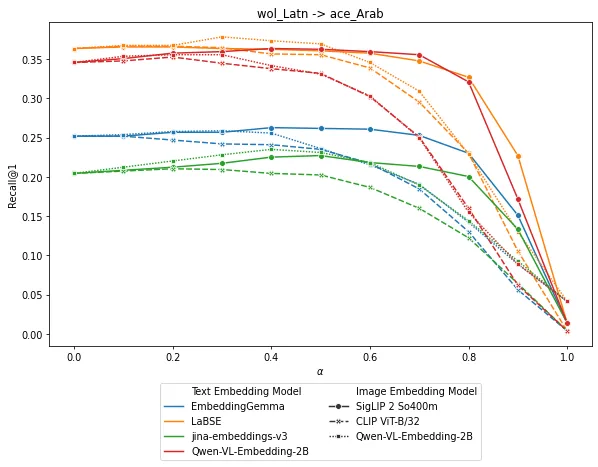 wol_Latn -> ace_Arab
Recall@1
0.35
0.30
0.25
0.20
0.15
0.10
0.05
0.00
0.0 0.2 0.4 0.6 0.8 1.0
α
Text Embedding Model
EmbeddingGemma
LaBSE
jina-embeddings-v3
Qwen-VL-Embedding-2B
Image Embedding Model
SigLIP 2 So400m
CLIP ViT-B/32
Qwen-VL-Embedding-2B